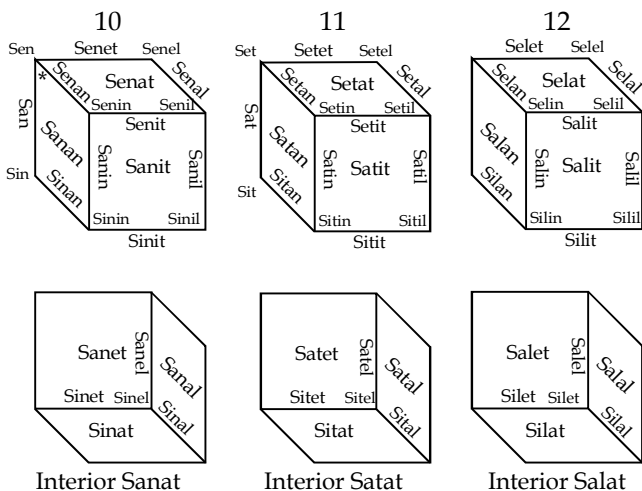 10 11 12
Sen Senet Senel Set Setet Setel Selet Selel
* Senan Senat Senal Setan Setat Setal Selan Selat Selal
Senin Senil Setin Setil Selin Selil
San Senit Sat Setit Salit
Sanan Sanin Sanit Sanil Satan Satin Satit Satil Salan Salin Salit Salil
Sin Sinan Sit Sitan Silan
Sinin Sinil Sitin Sitil Silin Silil
Sinit Sitit Silit
Sanet Sanel Sanal Satet Satel Satal Salet Salel Salal
Sinet Sinel Sinal Sitet Sitel Sital Silet Silet Silal
Sinat Sitat Silat
Interior Sanat Interior Satat Interior Salat